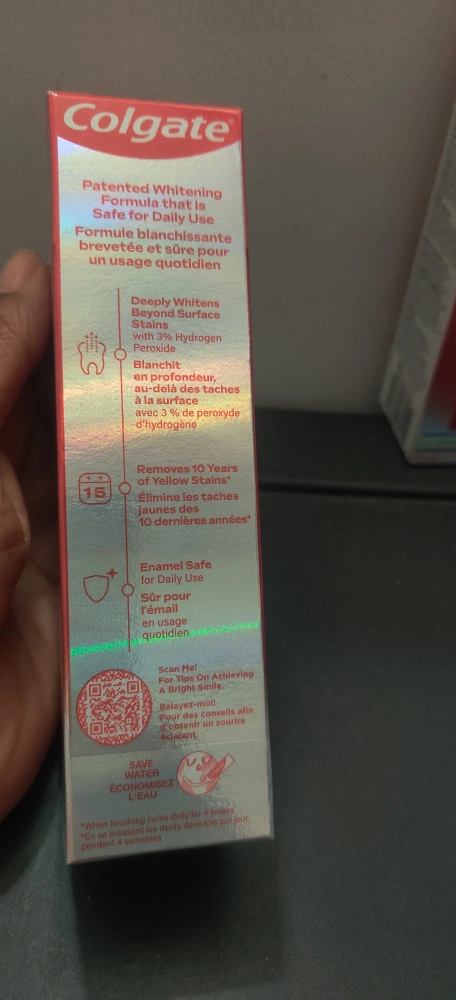 Colgate®
Patented Whitening
Formula that is
Safe for Daily Use
Formule blanchissante
brevetée et sûre pour
un usage quotidien
Deeply Whitens
Beyond Surface
Stains
with 3% Hydrogen
Peroxide
Blanchit
en profondeur,
au-delà des taches
à la surface
avec 3 % de peroxyde
d'hydrogène
15
Removes 10 Years
of Yellow Stains*
Élimine les taches
jaunes des
10 dernières années*
Enamel Safe
for Daily Use
Sûr pour
l'émail
en usage
quotidien
Scan Me!
For Tips On Achieving
A Bright Smile.
Balayez-moi!
Pour des conseils afin
d'obtenir un sourire
éclatant.
SAVE
WATER
ÉCONOMISEZ
L'EAU
*When brushing twice daily for 4 weeks
*En se brossant les dents deux fois par jour
pendant 4 semaines